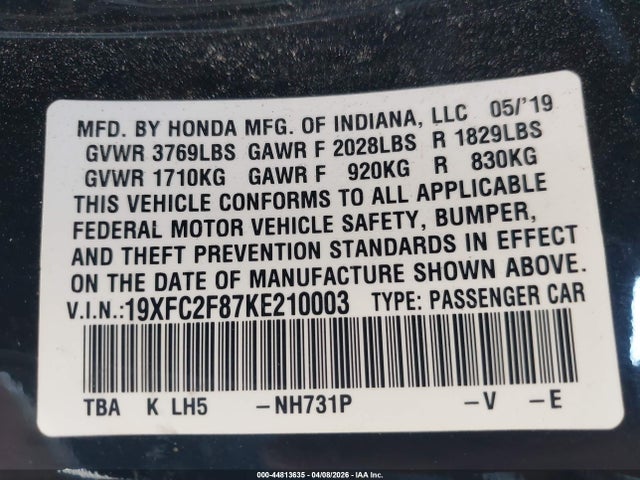 MFD. BY HONDA MFG. OF INDIANA, LLC 05/'19
GVWR 3769LBS GAWR F 2028LBS R 1829LBS
GVWR 1710KG GAWR F 920KG R 830KG
THIS VEHICLE CONFORMS TO ALL APPLICABLE
FEDERAL MOTOR VEHICLE SAFETY, BUMPER,
AND THEFT PREVENTION STANDARDS IN EFFECT
ON THE DATE OF MANUFACTURE SHOWN ABOVE.
V.I.N.:19XFC2F87KE210003 TYPE: PASSENGER CAR
TBA K LH5 –NH731P –V –E
000-44813635 - 04/08/2026 - IAA Inc.